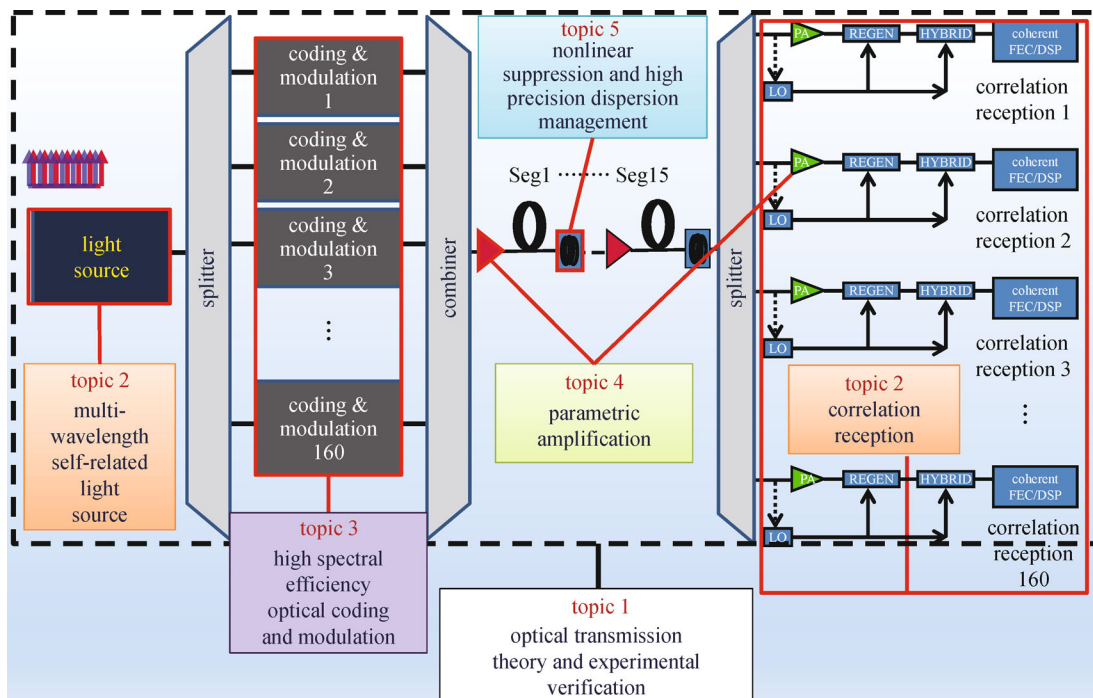 light
source
topic 2
multi-
wavelength
self-related
light
source
splitter
coding &
modulation
1
coding &
modulation
2
coding &
modulation
3
...
coding &
modulation
160
topic 3
high spectral
efficiency
optical coding
and modulation
combiner
topic 5
nonlinear
suppression and high
precision dispersion
management
Seg1 ········ Seg15
topic 4
parametric
amplification
topic 1
optical transmission
theory and experimental
verification
splitter
PA
REGEN
HYBRID
coherent
FEC/DSP
LO
correlation
reception 1
PA
REGEN
HYBRID
coherent
FEC/DSP
LO
correlation
reception 2
PA
REGEN
HYBRID
coherent
FEC/DSP
LO
correlation
reception 3
...
topic 2
correlation
reception
PA
REGEN
HYBRID
coherent
FEC/DSP
LO
correlation
reception
160